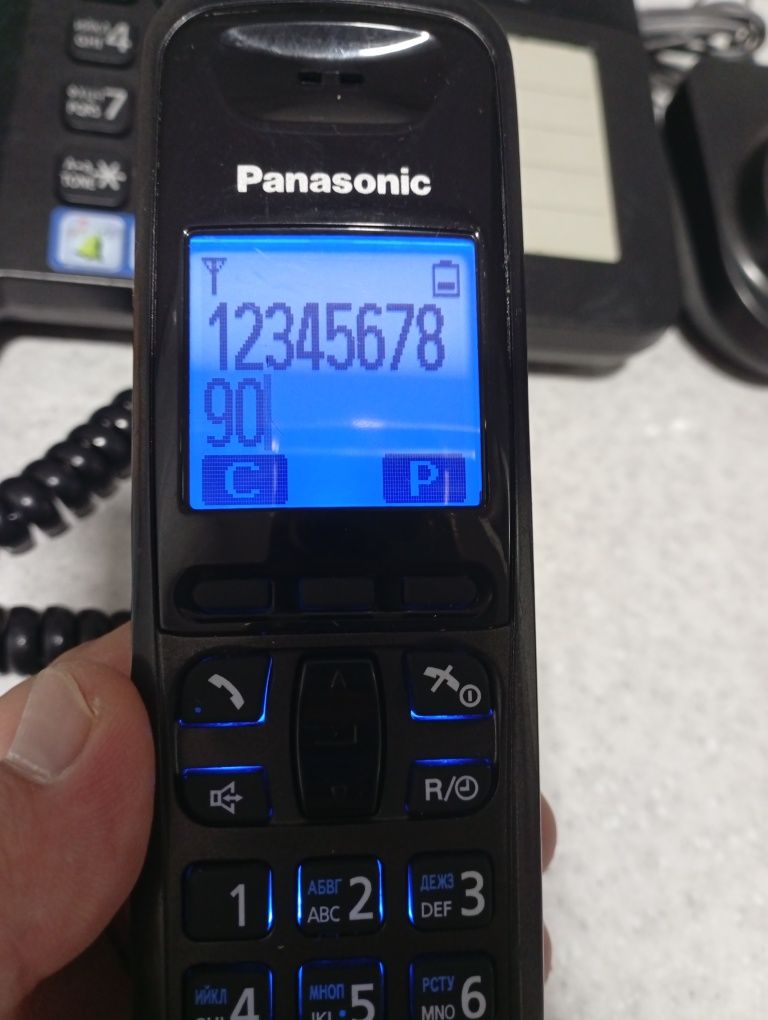 4
7
Panasonic
12345678
90
C P
R/
1
АБВГ
ABC 2
ДЕЖЗ
DEF 3
ИЙКЛ
4
МНОП
JKL 5
РСТУ
MNO 6